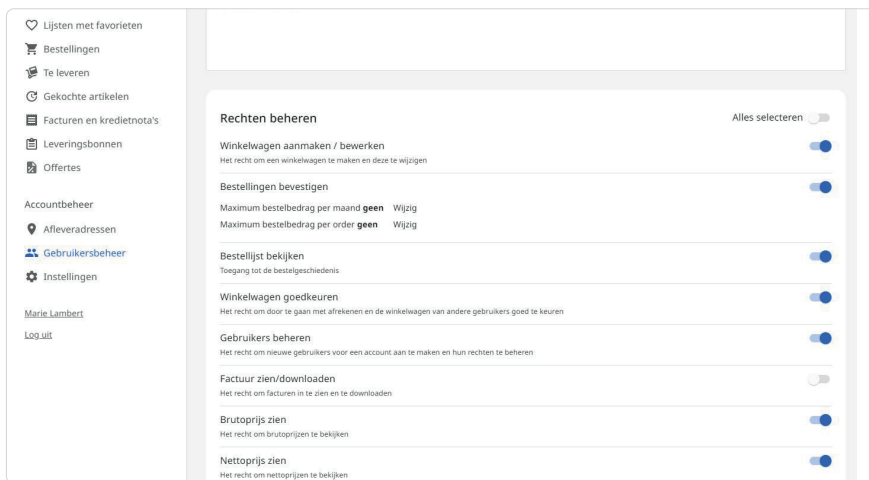 Lijsten met favorieten
Bestellingen
Te leveren
Gekochte artikelen
Facturen en kredietnota's
Leveringsbonnen
Offertes
Accountbeheer
Afleveradressen
Gebruikersbeheer
Instellingen
Marie Lambert
Log uit
Rechten beheren
Alles selecteren
Winkelwagen aanmaken / bewerken
Het recht om een winkelwagen te maken en deze te wijzigen
Bestellingen bevestigen
Maximum bestelbedrag per maand geen Wijzig
Maximum bestelbedrag per order geen Wijzig
Bestellijst bekijken
Toegang tot de bestelgeschiedenis
Winkelwagen goedkeuren
Het recht om door te gaan met afrekenen en de winkelwagen van andere gebruikers goed te keuren
Gebruikers beheren
Het recht om nieuwe gebruikers voor een account aan te maken en hun rechten te beheren
Factuur zien/downloaden
Het recht om facturen in te zien en te downloaden
Brutoprijs zien
Het recht om brutoprijzen te bekijken
Nettoprijs zien
Het recht om nettoprijzen te bekijken